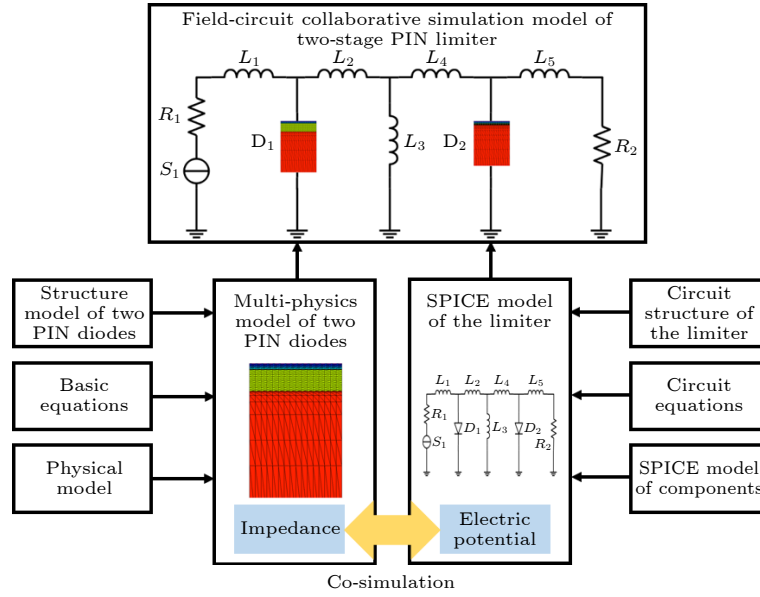 Field-circuit collaborative simulation model of
two-stage PIN limiter
L1 L2 L4 L5
R1 D1 L3 D2 R2
S1
Structure
model of two
PIN diodes
Basic
equations
Physical
model
Multi-physics
model of two
PIN diodes
Impedance
SPICE model
of the limiter
L1 L2 L4 L5
R1 D1 L3 D2 R2
S1
Electric
potential
Circuit
structure of
the limiter
Circuit
equations
SPICE model
of components
Co-simulation